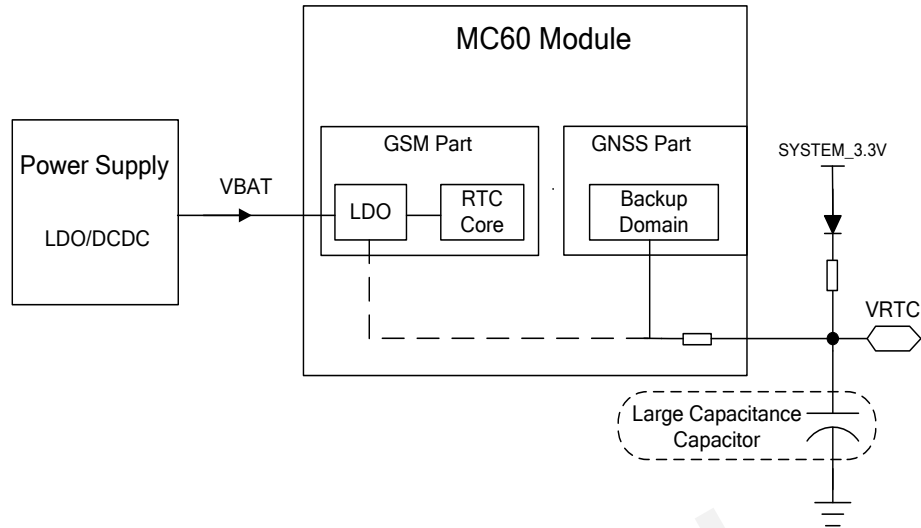 MC60 Module
Power Supply
LDO/DCDC
VBAT
GSM Part
LDO
RTC
Core
GNSS Part
Backup
Domain
SYSTEM_3.3V
VRTC
Large Capacitance
Capacitor